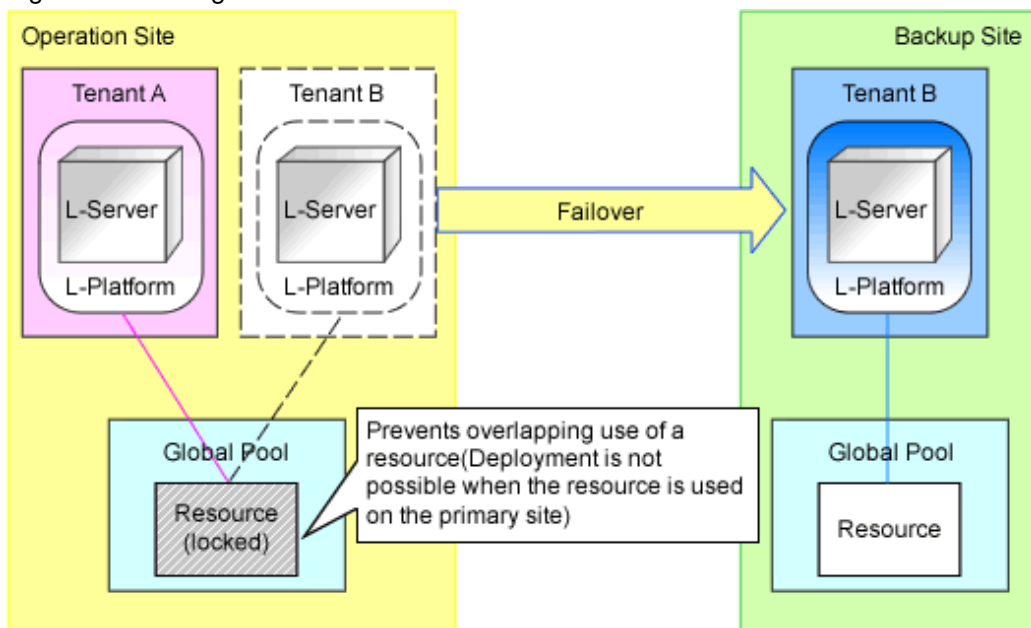 Operation Site
Backup Site
Tenant A
Tenant B
Tenant B
L-Server
L-Server
L-Server
Failover
L-Platform
L-Platform
L-Platform
Global Pool
Resource
(locked)
Prevents overlapping use of a
resource(Deployment is not
possible when the resource is used
on the primary site)
Global Pool
Resource